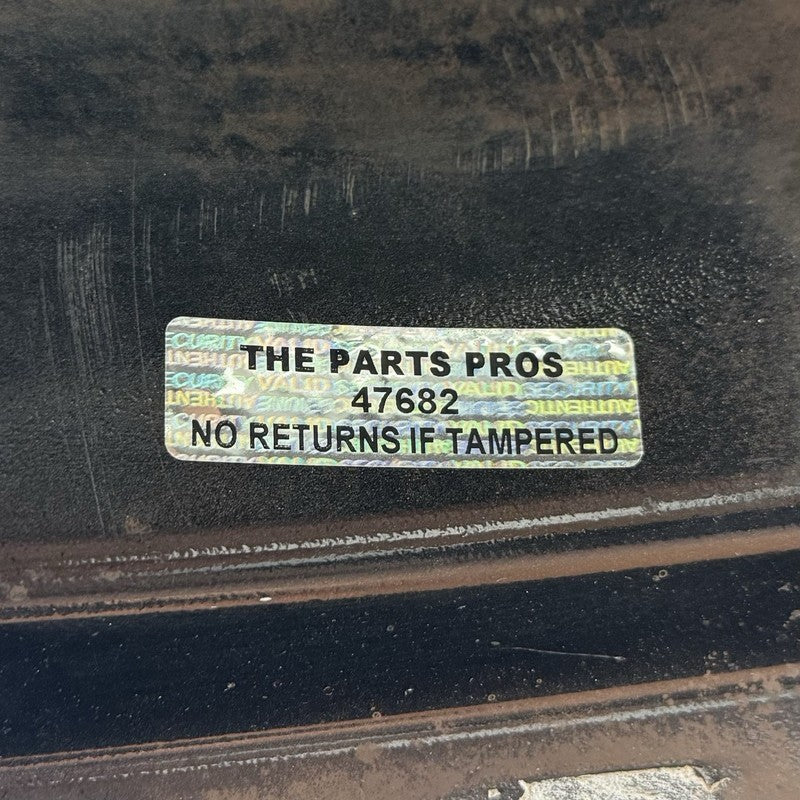 THE PARTS PROS
47682
NO RETURNS IF TAMPERED